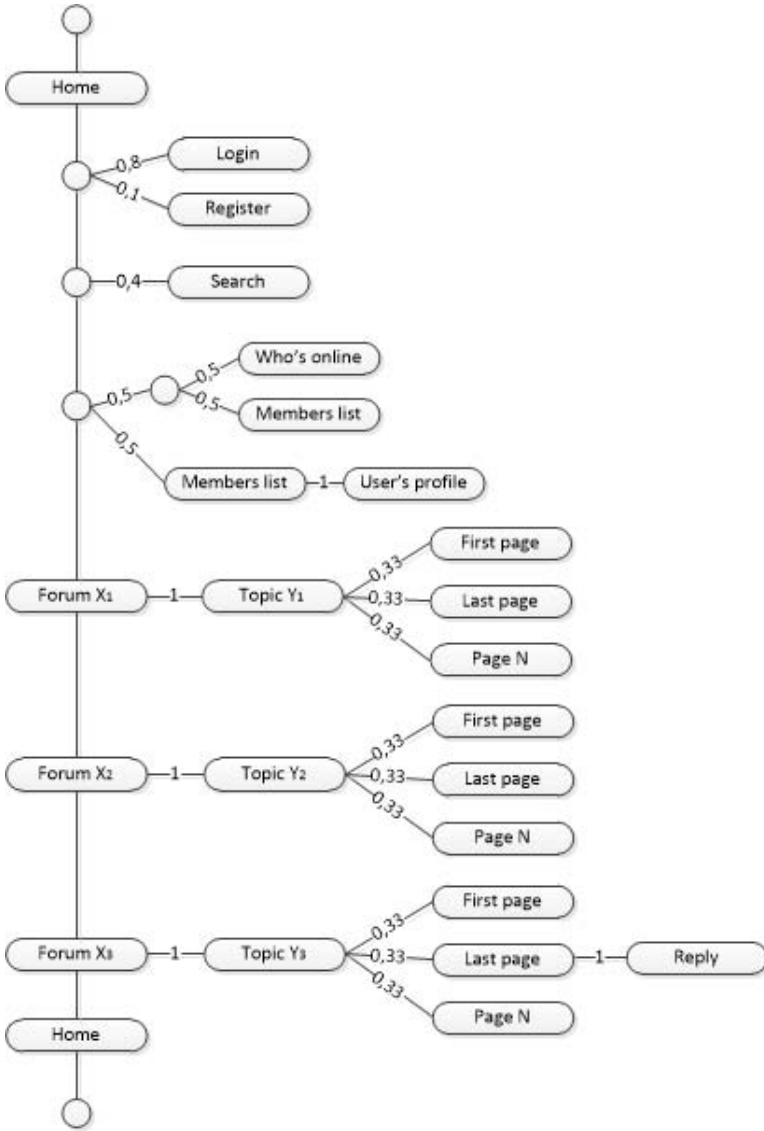 Home
0,8
Login
0,1
Register
0,4
Search
0,5
0,5
Who's online
0,5
Members list
0,5
Members list
1
User's profile
Forum X₁
1
Topic Y₁
0,33
First page
0,33
Last page
0,33
Page N
Forum X₂
1
Topic Y₂
0,33
First page
0,33
Last page
0,33
Page N
Forum X₃
1
Topic Y₃
0,33
First page
0,33
Last page
1
Reply
0,33
Page N
Home